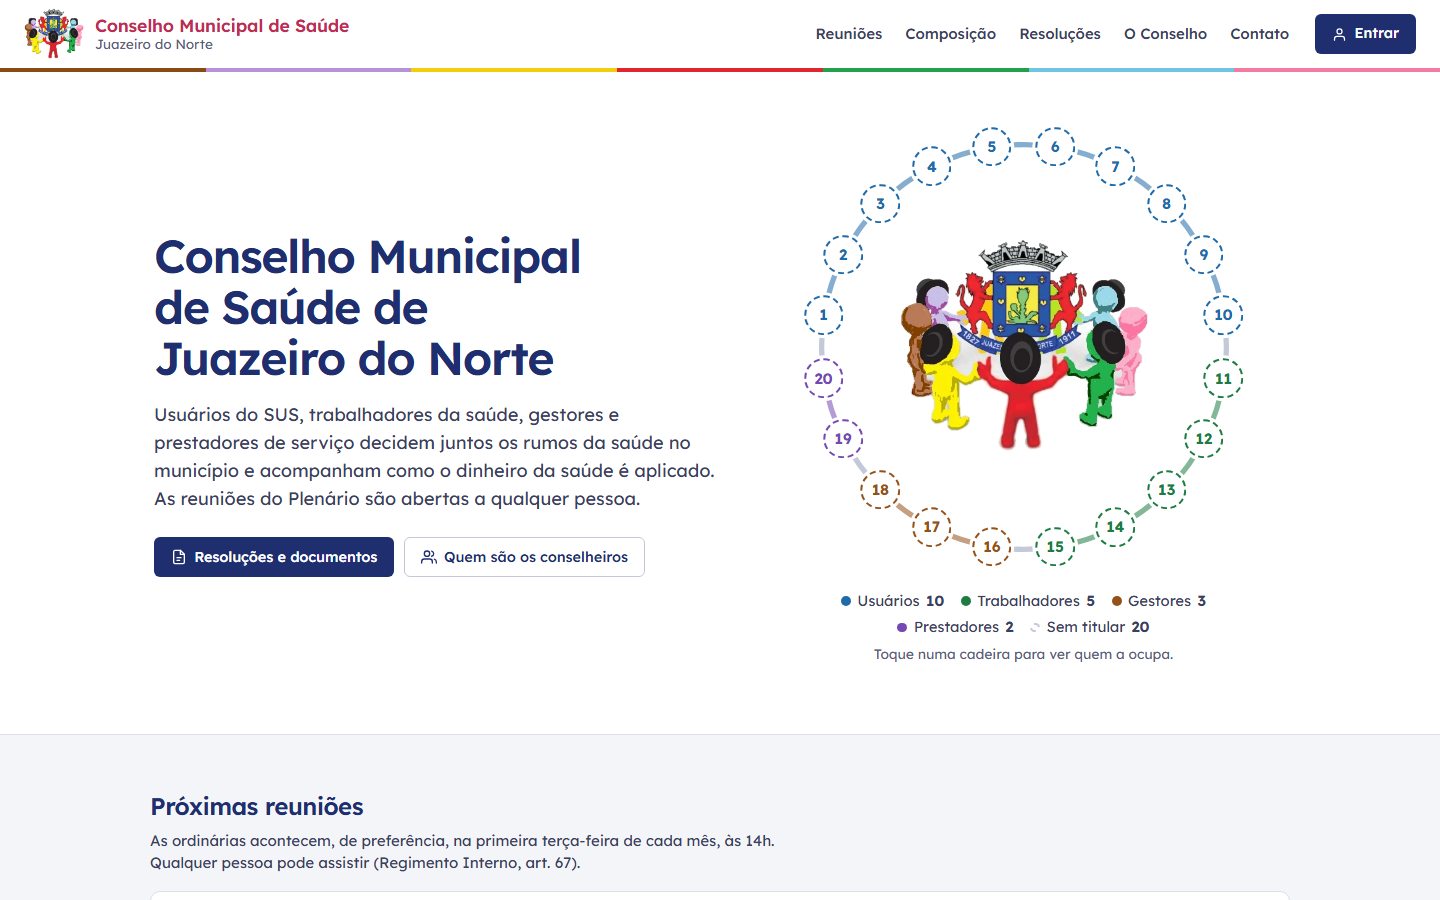 Conselho Municipal de Saúde
Juazeiro do Norte
Reuniões Composição Resoluções O Conselho Contato Entrar
Conselho Municipal
de Saúde de
Juazeiro do Norte
Usuários do SUS, trabalhadores da saúde, gestores e
prestadores de serviço decidem juntos os rumos da saúde no
município e acompanham como o dinheiro da saúde é aplicado.
As reuniões do Plenário são abertas a qualquer pessoa.
Resoluções e documentos
Quem são os conselheiros
1
2
3
4
5
6
7
8
9
10
11
12
13
14
15
16
17
18
19
20
1827 NORTE 1911
Usuários 10 Trabalhadores 5 Gestores 3
Prestadores 2 Sem titular 20
Toque numa cadeira para ver quem a ocupa.
Próximas reuniões
As ordinárias acontecem, de preferência, na primeira terça-feira de cada mês, às 14h.
Qualquer pessoa pode assistir (Regimento Interno, art. 67).